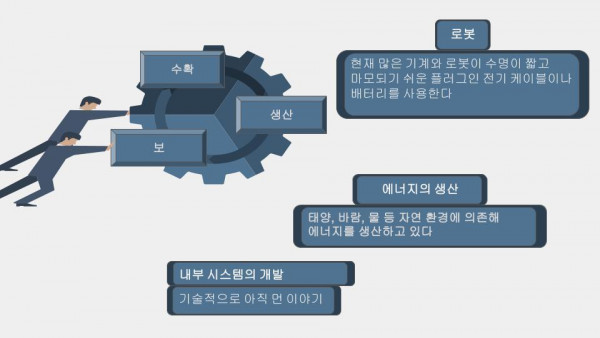 로봇
현재 많은 기계와 로봇이 수명이 짧고
마모되기 쉬운 플러그인 전기 케이블이나
배터리를 사용한다
수확
생산
보
에너지의 생산
태양, 바람, 물 등 자연 환경에 의존해
에너지를 생산하고 있다
내부 시스템의 개발
기술적으로 아직 먼 이야기